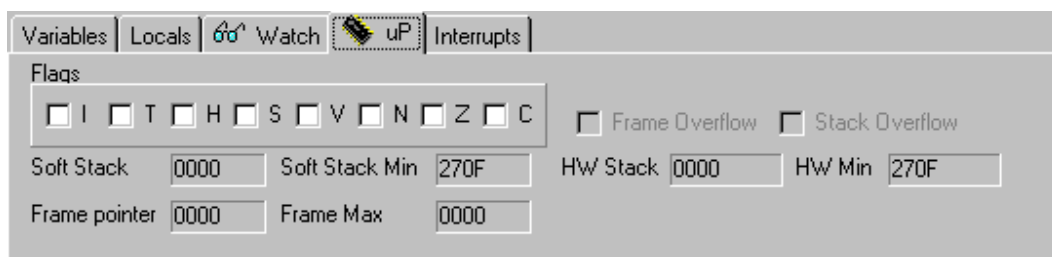 Variables Locals Watch uP Interrupts
Flags
I T H S V N Z C Frame Overflow Stack Overflow
Soft Stack 0000 Soft Stack Min 270F HW Stack 0000 HW Min 270F
Frame pointer 0000 Frame Max 0000